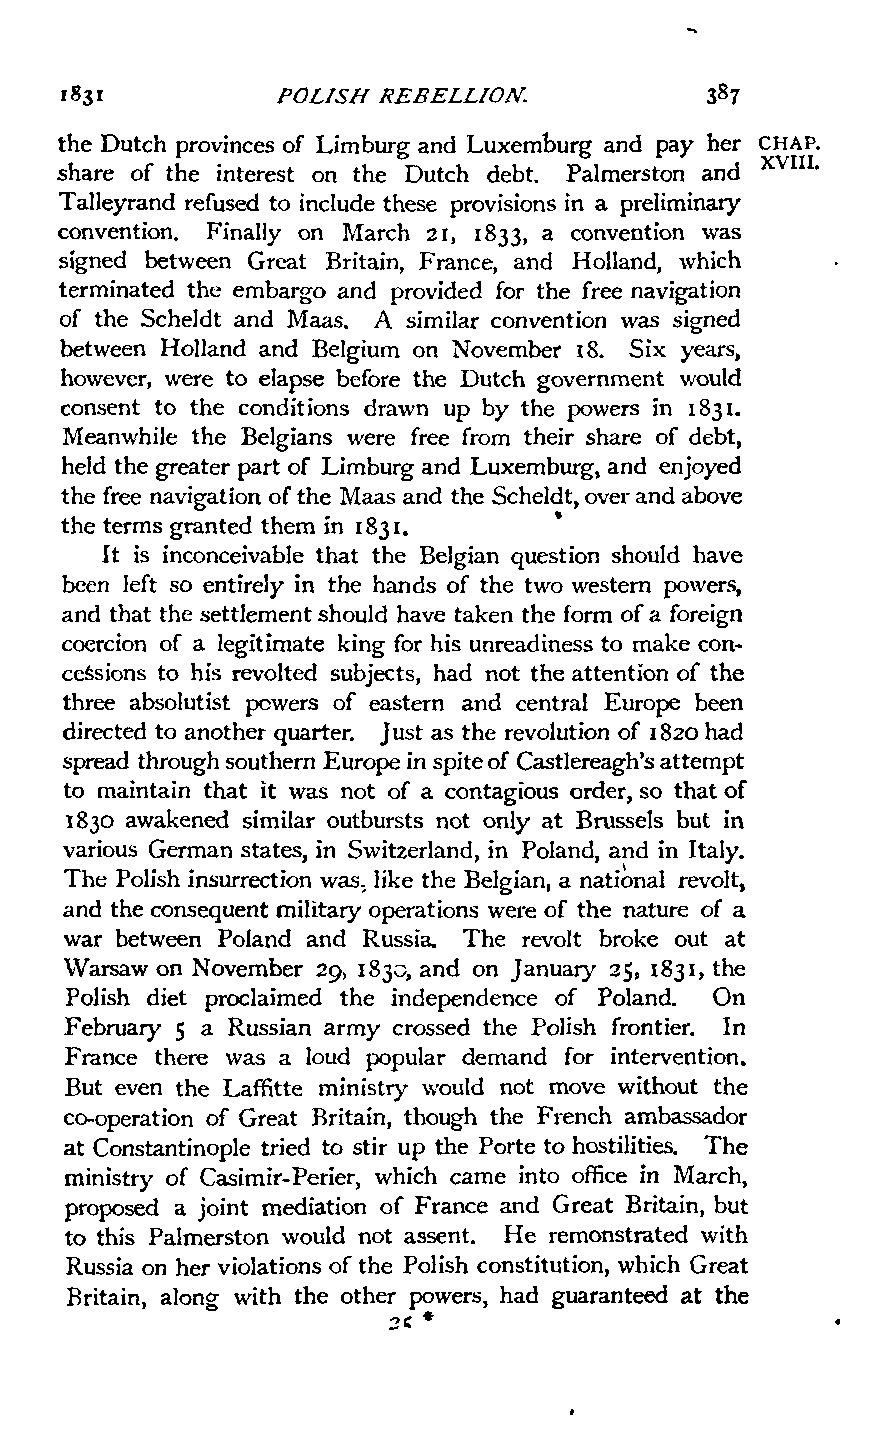 1831 POLISH REBELLION. 387
the Dutch provinces of Limburg and Luxemburg and pay her CHAP.
share of the interest on the Dutch debt. Palmerston and XVIII.
Talleyrand refused to include these provisions in a preliminary
convention. Finally on March 21, 1833, a convention was
signed between Great Britain, France, and Holland, which
terminated the embargo and provided for the free navigation
of the Scheldt and Maas. A similar convention was signed
between Holland and Belgium on November 18. Six years,
however, were to elapse before the Dutch government would
consent to the conditions drawn up by the powers in 1831.
Meanwhile the Belgians were free from their share of debt,
held the greater part of Limburg and Luxemburg, and enjoyed
the free navigation of the Maas and the Scheldt, over and above
the terms granted them in 1831.
It is inconceivable that the Belgian question should have
been left so entirely in the hands of the two western powers,
and that the settlement should have taken the form of a foreign
coercion of a legitimate king for his unreadiness to make con-
cessions to his revolted subjects, had not the attention of the
three absolutist powers of eastern and central Europe been
directed to another quarter. Just as the revolution of 1820 had
spread through southern Europe in spite of Castlereagh's attempt
to maintain that it was not of a contagious order, so that of
1830 awakened similar outbursts not only at Brussels but in
various German states, in Switzerland, in Poland, and in Italy.
The Polish insurrection was, like the Belgian, a national revolt,
and the consequent military operations were of the nature of a
war between Poland and Russia. The revolt broke out at
Warsaw on November 29, 1830, and on January 25, 1831, the
Polish diet proclaimed the independence of Poland. On
February 5 a Russian army crossed the Polish frontier. In
France there was a loud popular demand for intervention.
But even the Laffitte ministry would not move without the
co-operation of Great Britain, though the French ambassador
at Constantinople tried to stir up the Porte to hostilities. The
ministry of Casimir-Perier, which came into office in March,
proposed a joint mediation of France and Great Britain, but
to this Palmerston would not assent. He remonstrated with
Russia on her violations of the Polish constitution, which Great
Britain, along with the other powers, had guaranteed at the
25 *